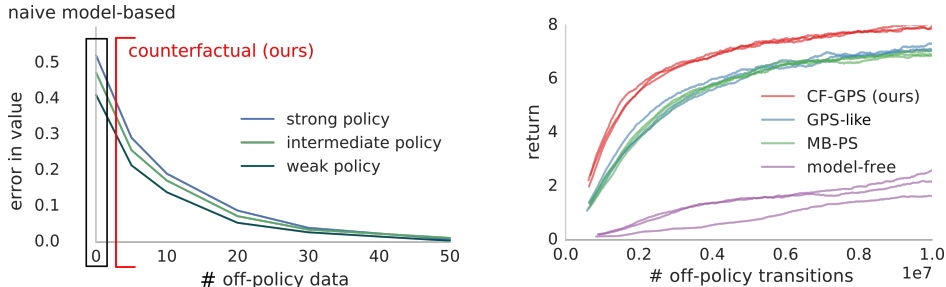 naive model-based
counterfactual (ours)
error in value
0.5
0.4
0.3
0.2
0.1
0.0
strong policy
intermediate policy
weak policy
0 10 20 30 40 50
# off-policy data
return
8
6
4
2
0
CF-GPS (ours)
GPS-like
MB-PS
model-free
0.0 0.2 0.4 0.6 0.8 1.0
1e7
# off-policy transitions